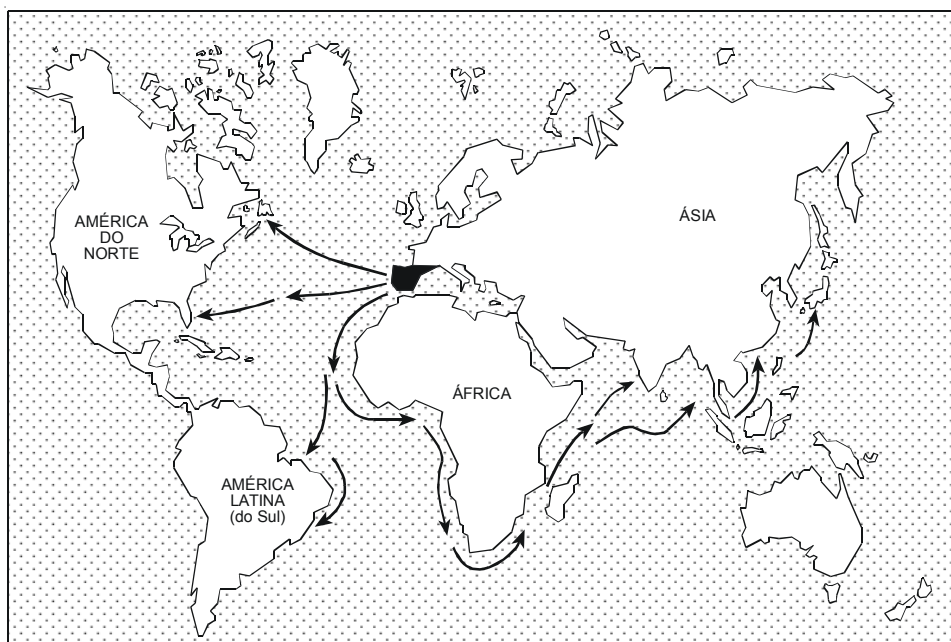 AMÉRICA
DO
NORTE
ÁSIA
ÁFRICA
AMÉRICA
LATINA
(do Sul)